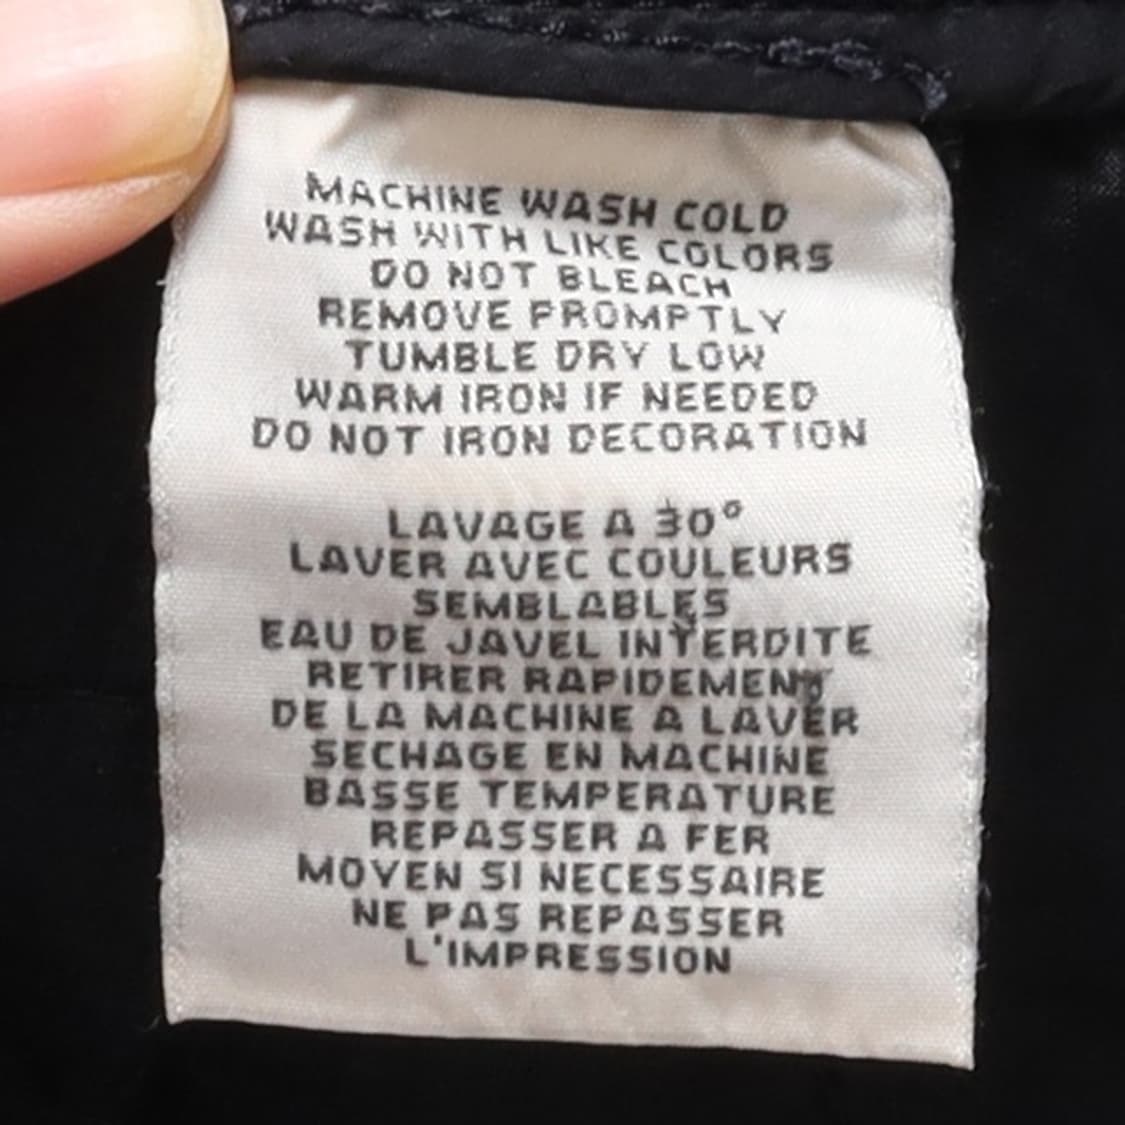 MACHINE WASH COLD
WASH WITH LIKE COLORS
DO NOT BLEACH
REMOVE PROMPTLY
TUMBLE DRY LOW
WARM IRON IF NEEDED
DO NOT IRON DECORATION
LAVAGE A 30°
LAVER AVEC COULEURS
SEMBLABLES
EAU DE JAVEL INTERDITE
RETIRER RAPIDEMENT
DE LA MACHINE A LAVER
SECHAGE EN MACHINE
BASSE TEMPERATURE
REPASSER A FER
MOYEN SI NECESSAIRE
NE PAS REPASSER
L'IMPRESSION